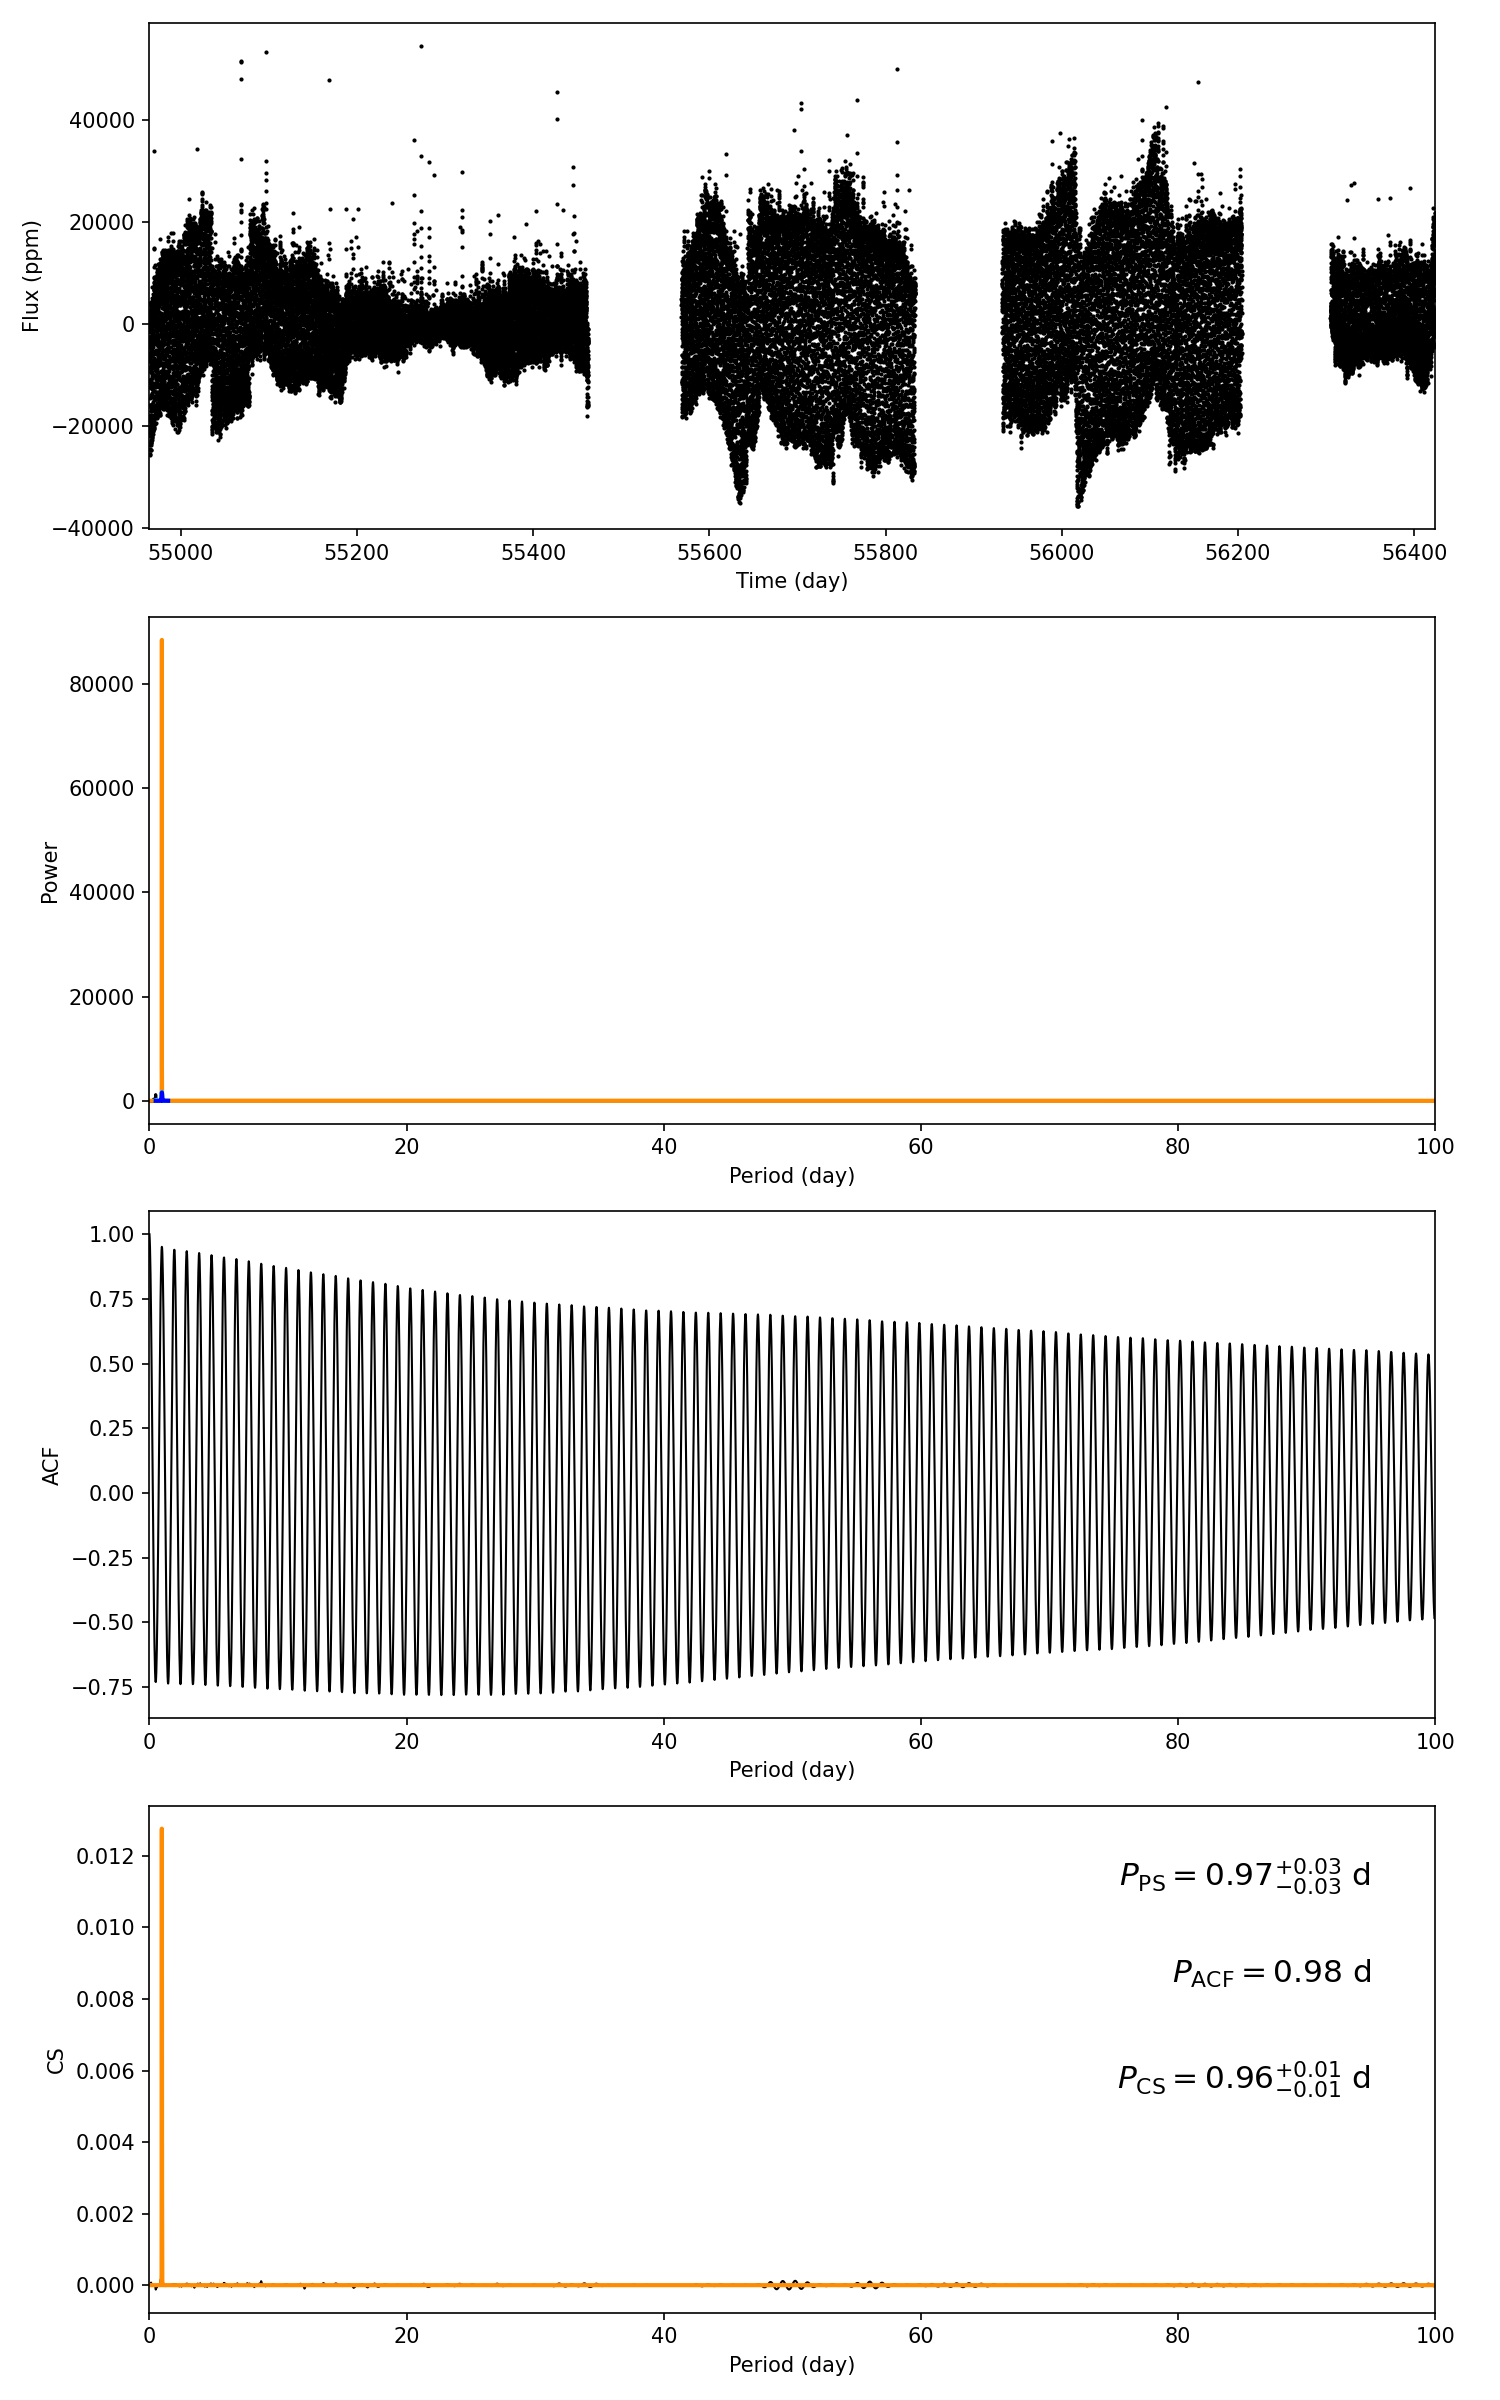 40000
20000
0
−20000
−40000
Flux (ppm)
55000 55200 55400 55600 55800 56000 56200 56400
Time (day)
80000
60000
40000
20000
0
Power
0 20 40 60 80 100
Period (day)
1.00
0.75
0.50
0.25
0.00
−0.25
−0.50
−0.75
ACF
0 20 40 60 80 100
Period (day)
0.012
0.010
0.008
0.006
0.004
0.002
0.000
CS
P_PS = 0.97 +0.03 −0.03 d
P_ACF = 0.98 d
P_CS = 0.96 +0.01 −0.01 d
0 20 40 60 80 100
Period (day)